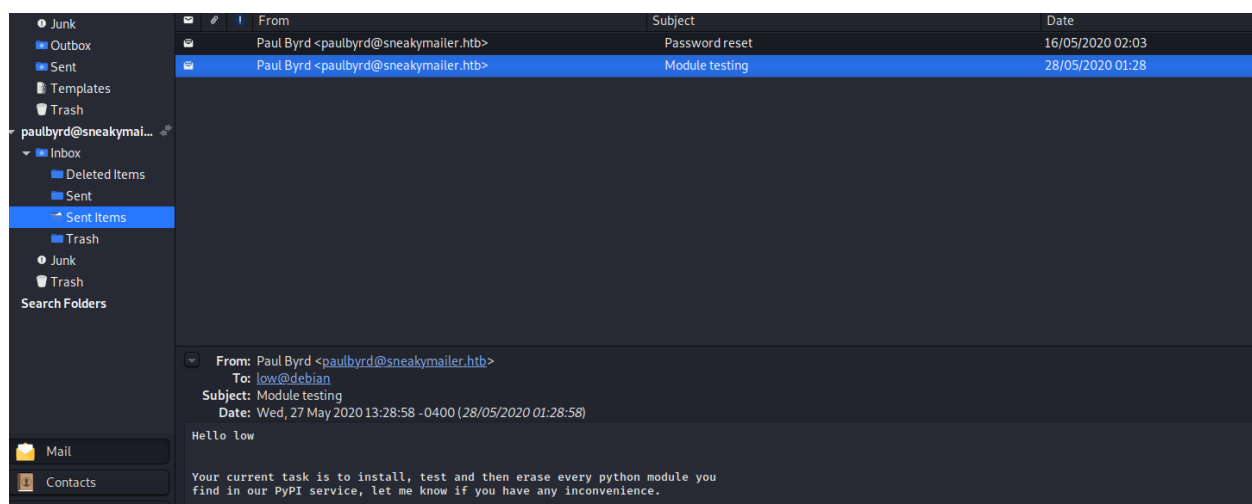 Junk
Outbox
Sent
Templates
Trash
paulbyrd@sneakymai...
Inbox
Deleted Items
Sent
Sent Items
Trash
Junk
Trash
Search Folders
Mail
Contacts
From Subject Date
Paul Byrd <paulbyrd@sneakymailer.htb> Password reset 16/05/2020 02:03
Paul Byrd <paulbyrd@sneakymailer.htb> Module testing 28/05/2020 01:28
From: Paul Byrd <paulbyrd@sneakymailer.htb>
To: low@debian
Subject: Module testing
Date: Wed, 27 May 2020 13:28:58 -0400 (28/05/2020 01:28:58)
Hello low
Your current task is to install, test and then erase every python module you
find in our PyPI service, let me know if you have any inconvenience.